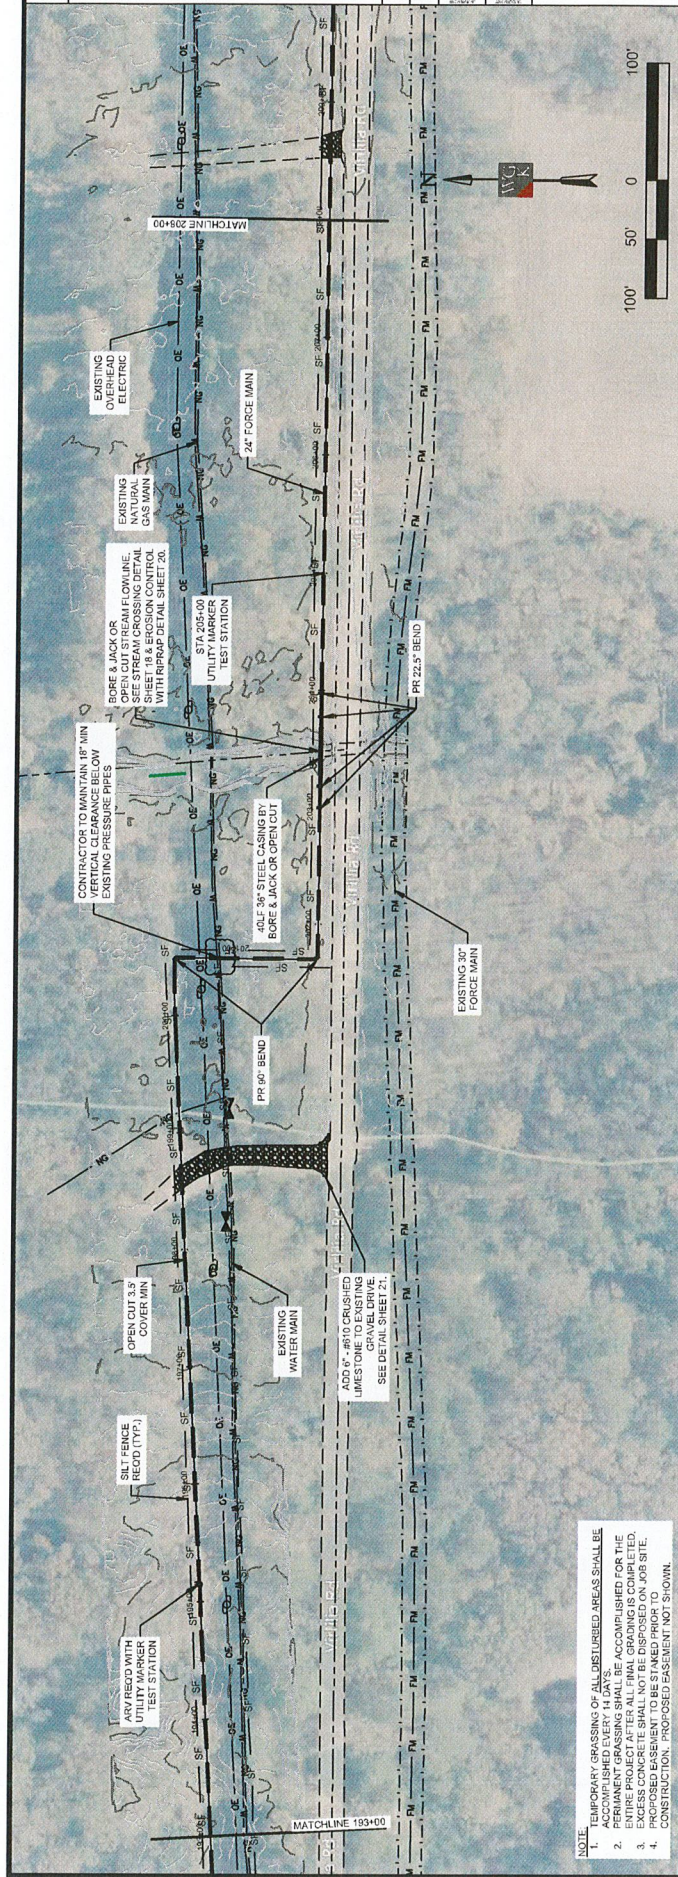 ARV REQ'D WITH
UTILITY MARKER
TEST STATION
SILT FENCE
REQ'D (TYP.)
OPEN CUT 3.5'
COVER MIN
CONTRACTOR TO MAINTAIN 18" MIN
VERTICAL CLEARANCE BELOW
EXISTING PRESSURE PIPES
BORE & JACK OR
OPEN CUT STREAM FLOWLINE.
SEE STREAM CROSSING DETAIL
SHEET 18 & EROSION CONTROL
WITH RIPRAP DETAIL SHEET 20.
EXISTING
NATURAL
GAS MAIN
EXISTING
OVERHEAD
ELECTRIC
MATCHLINE 208+00
STA 205+00
UTILITY MARKER
TEST STATION
24" FORCE MAIN
40LF 36" STEEL CASING BY
BORE & JACK OR OPEN CUT
PR 90° BEND
EXISTING
WATER MAIN
ADD 6" - #610 CRUSHED
LIMESTONE TO EXISTING
GRAVEL DRIVE.
SEE DETAIL SHEET 21.
PR 22.5° BEND
EXISTING 30"
FORCE MAIN
MATCHLINE 193+00
Virlilia Rd
SF
OE
NG
W
FM
N
WG
K
100' 50' 0 100'
NOTE:
1. TEMPORARY GRASSING OF ALL DISTURBED AREAS SHALL BE
ACCOMPLISHED EVERY 14 DAYS.
2. PERMANENT GRASSING SHALL BE ACCOMPLISHED FOR THE
ENTIRE PROJECT AFTER ALL FINAL GRADING IS COMPLETED.
3. EXCESS CONCRETE SHALL NOT BE DISPOSED ON JOB SITE.
4. PROPOSED EASEMENT TO BE STAKED PRIOR TO
CONSTRUCTION. PROPOSED EASEMENT NOT SHOWN.